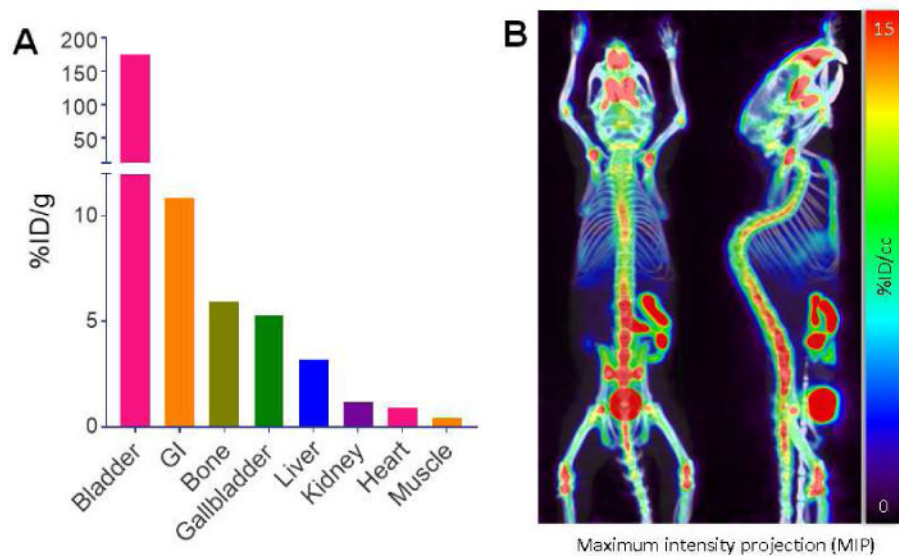 A
%ID/g
200
150
100
50
10
5
0
Bladder
GI
Bone
Gallbladder
Liver
Kidney
Heart
Muscle
B
15
%ID/cc
0
Maximum intensity projection (MIP)